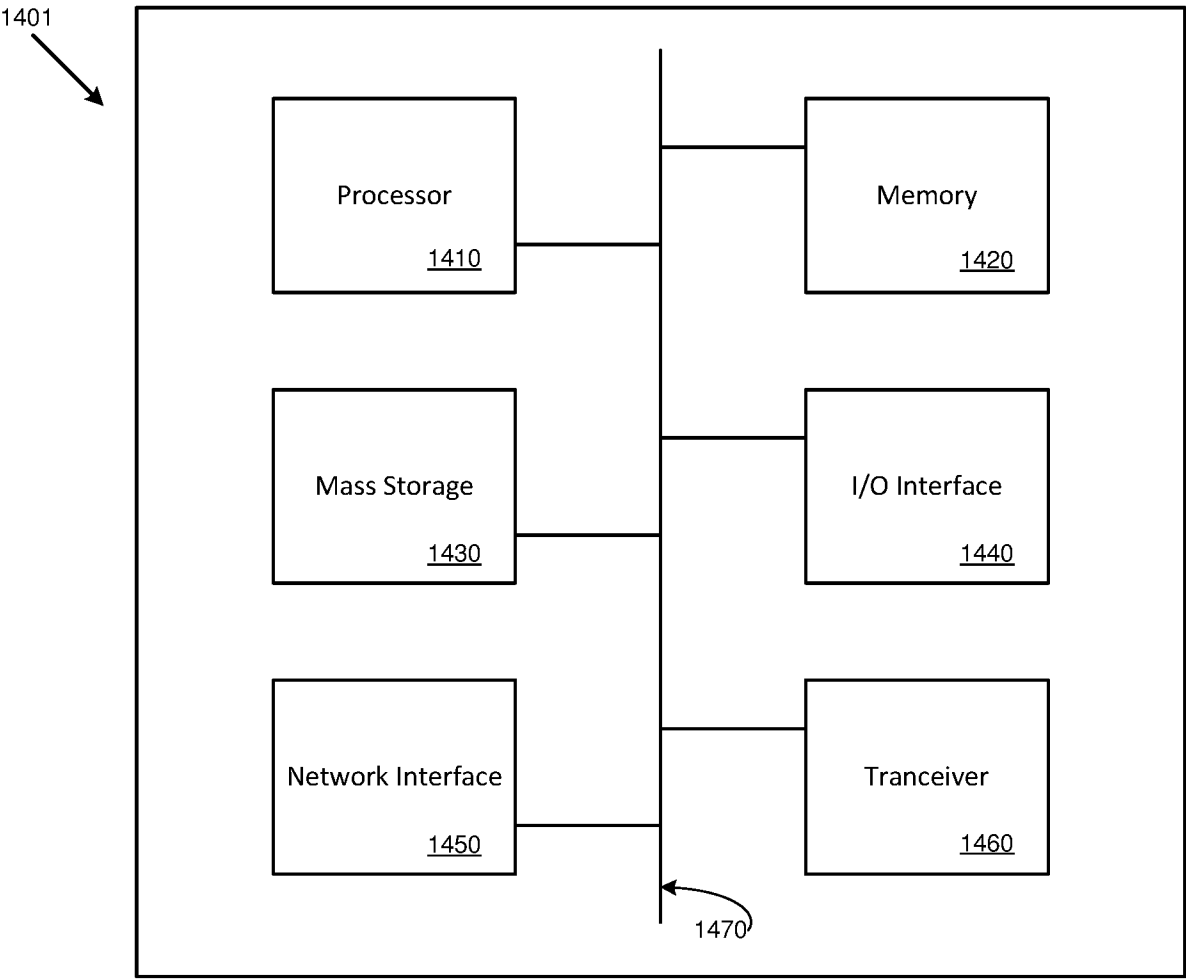 1401
Processor
1410
Memory
1420
Mass Storage
1430
I/O Interface
1440
Network Interface
1450
Tranceiver
1460
1470